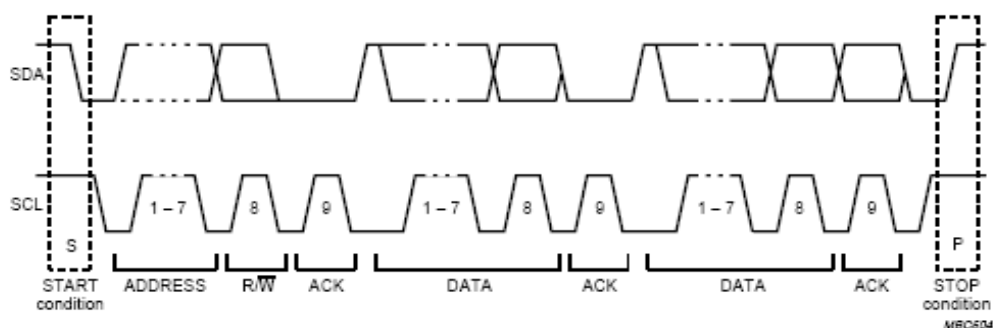 SDA
SCL
1 – 7 8 9 1 – 7 8 9 1 – 7 8 9
S P
START condition ADDRESS R/W̅ ACK DATA ACK DATA ACK STOP condition
MBC604